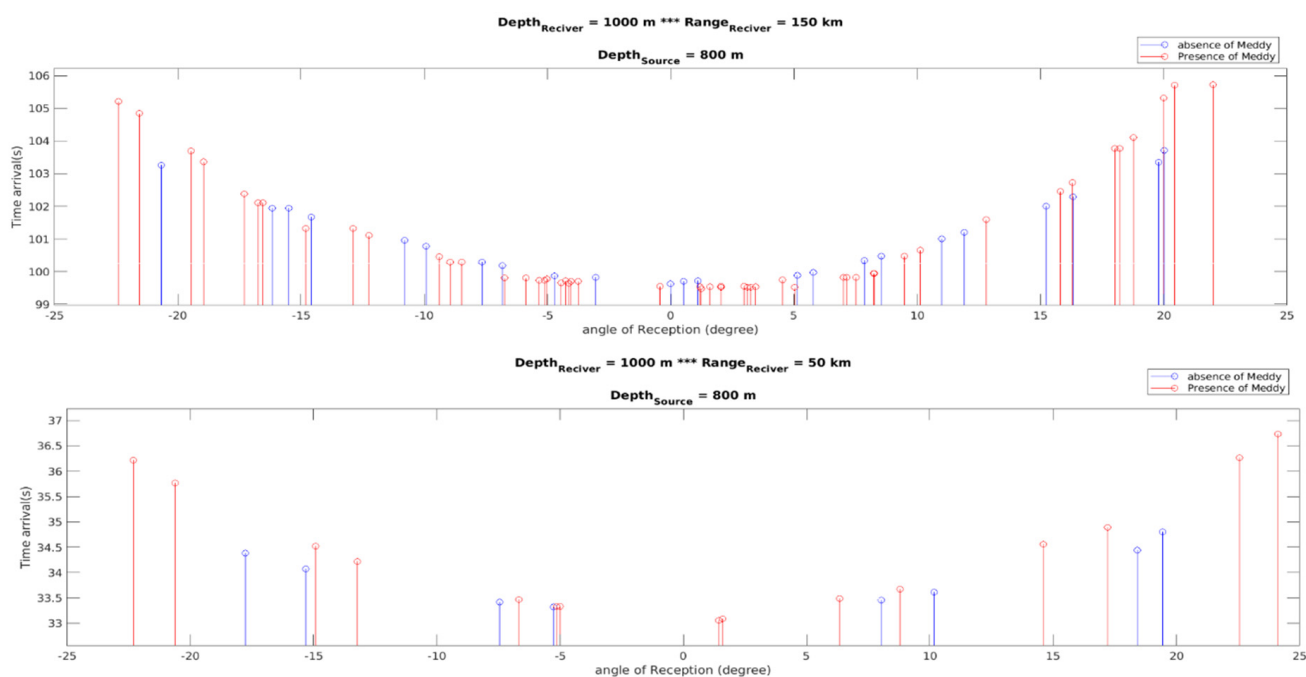 Depth_Reciver = 1000 m *** Range_Reciver = 150 km
Depth_Source = 800 m
absence of Meddy
Presence of Meddy
Time arrival(s)
106
105
104
103
102
101
100
99
-25 -20 -15 -10 -5 0 5 10 15 20 25
angle of Reception (degree)
Depth_Reciver = 1000 m *** Range_Reciver = 50 km
Depth_Source = 800 m
absence of Meddy
Presence of Meddy
Time arrival(s)
37
36.5
36
35.5
35
34.5
34
33.5
33
-25 -20 -15 -10 -5 0 5 10 15 20 25
angle of Reception (degree)